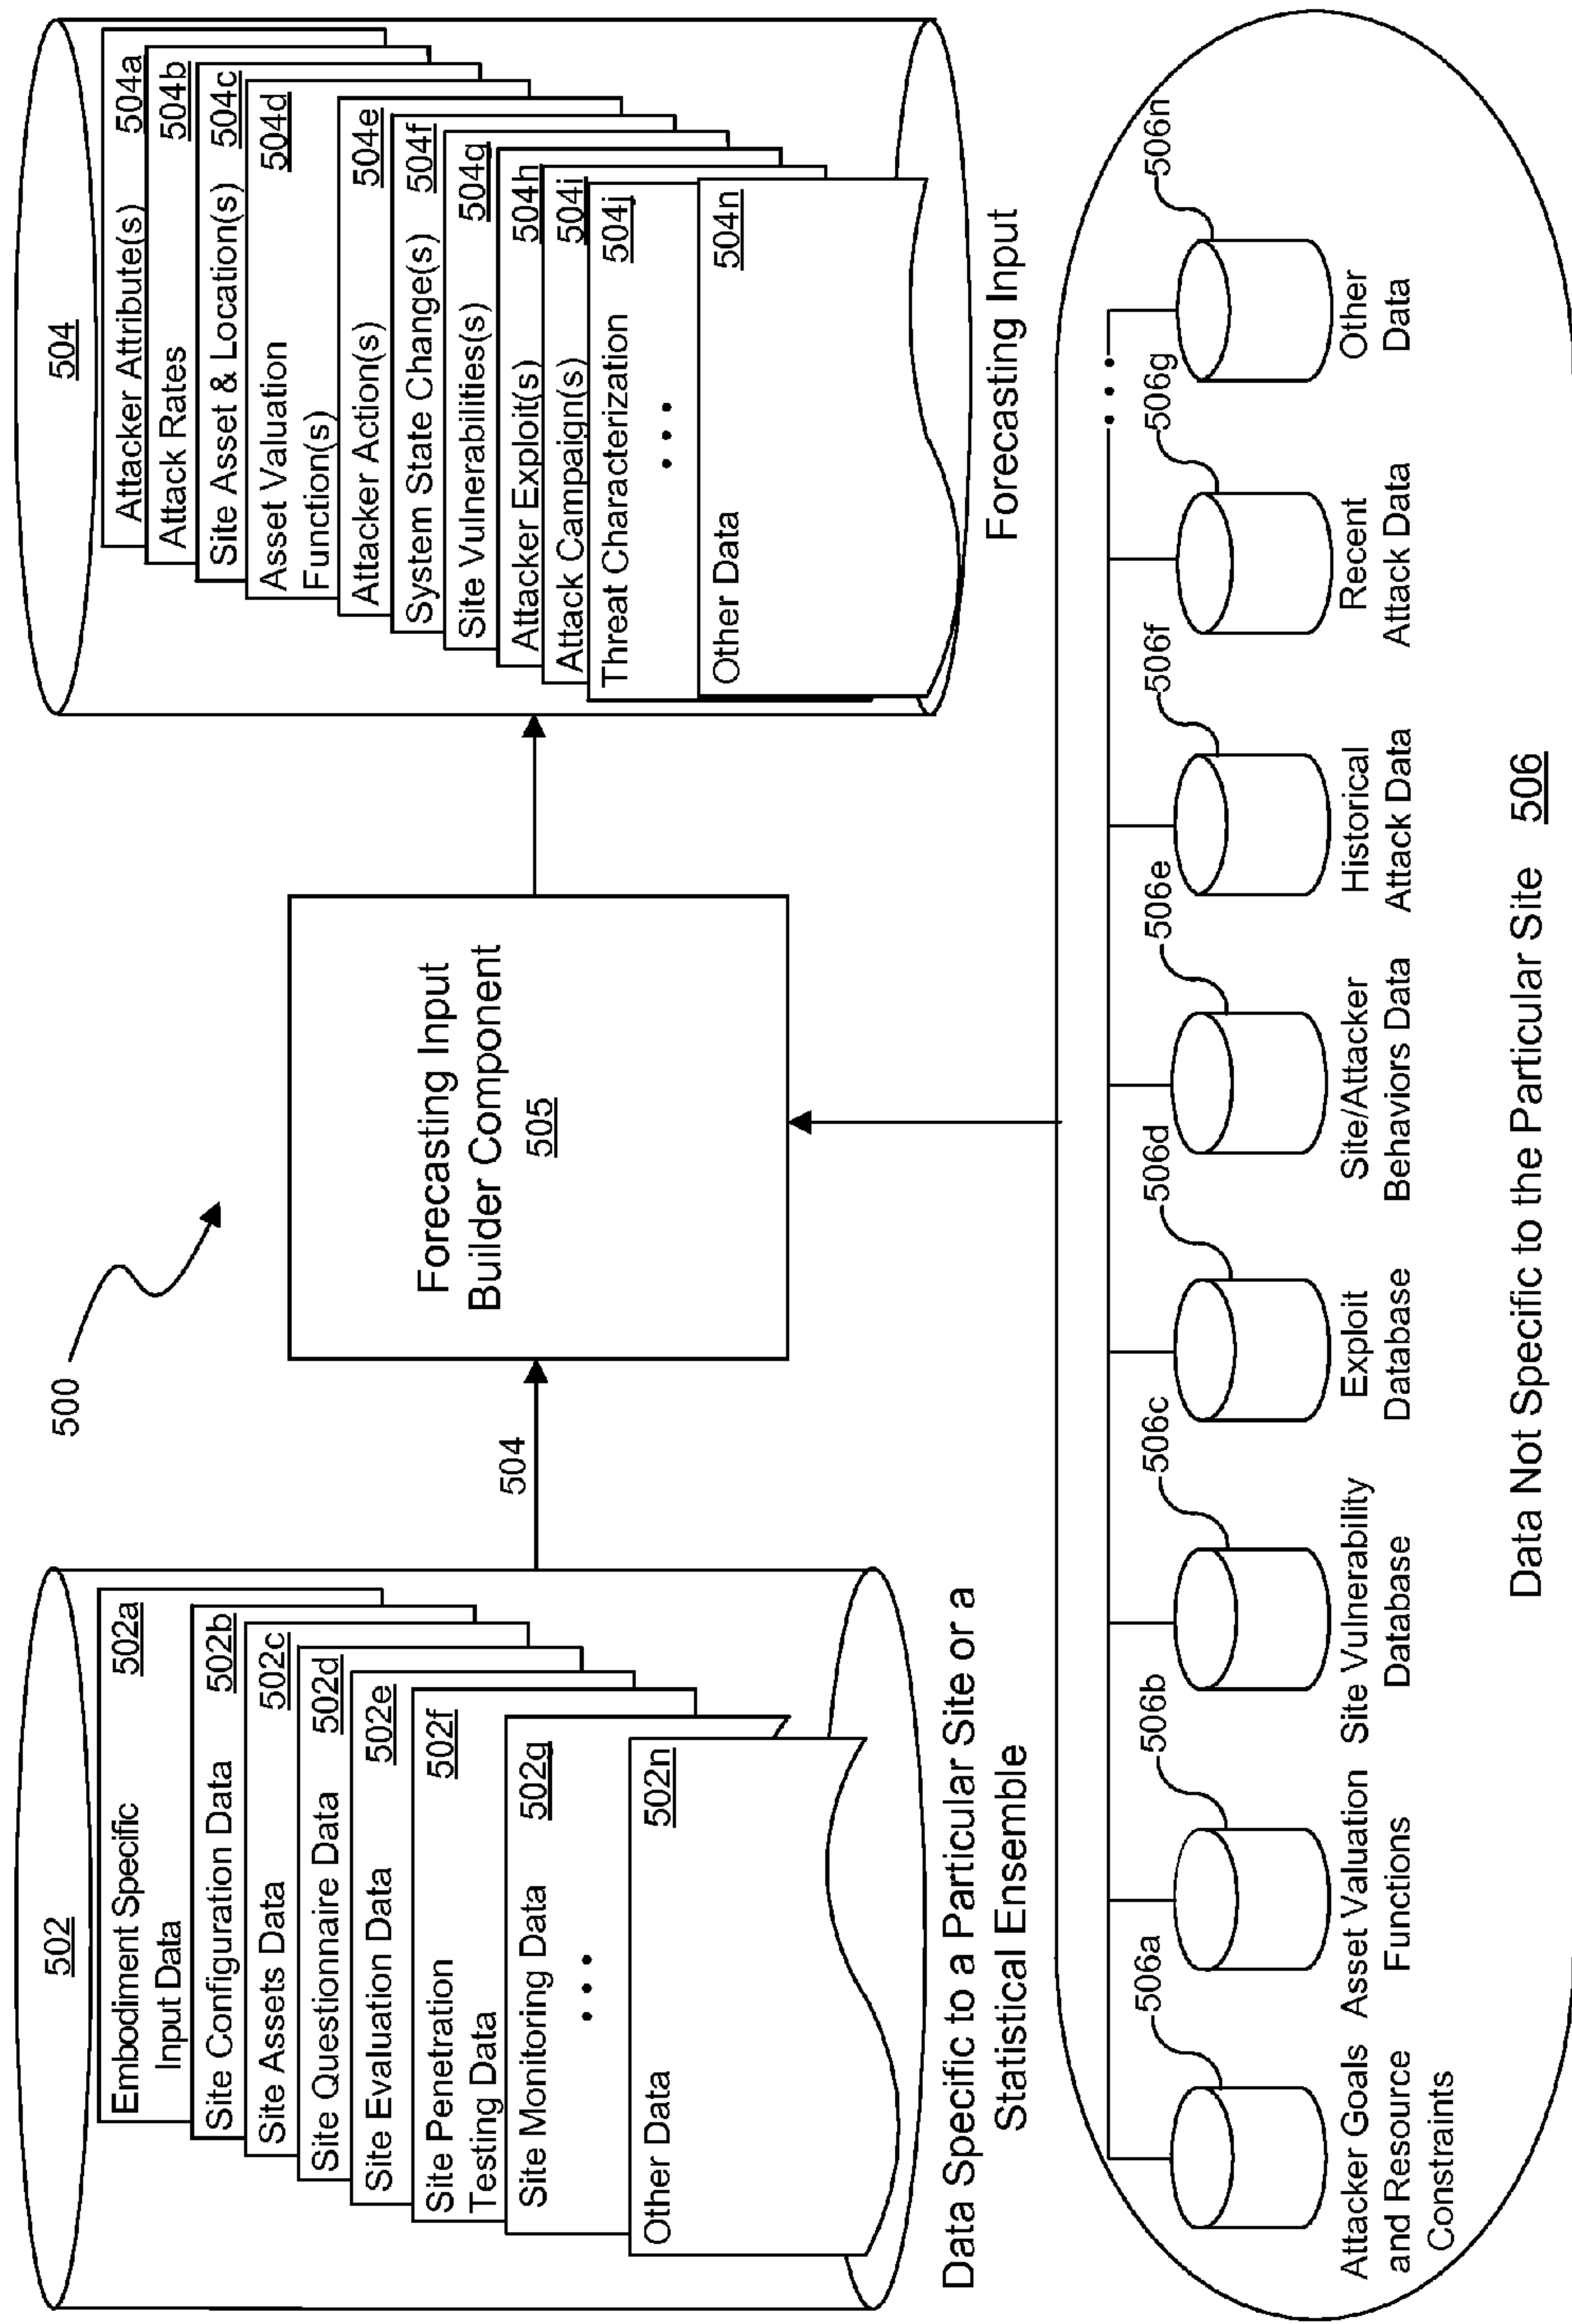 500
502
Embodiment Specific 502a
Input Data
Site Configuration Data 502b
Site Assets Data 502c
Site Questionnaire Data 502d
Site Evaluation Data 502e
Site Penetration 502f
Testing Data
Site Monitoring Data 502g
• • •
Other Data 502n
Data Specific to a Particular Site or a
Statistical Ensemble
504
Forecasting Input
Builder Component
505
504
Attacker Attribute(s) 504a
Attack Rates 504b
Site Asset & Location(s) 504c
Asset Valuation 504d
Function(s)
Attacker Action(s) 504e
System State Change(s) 504f
Site Vulnerabilities(s) 504g
Attacker Exploit(s) 504h
Attack Campaign(s) 504i
Threat Characterization 504j
• • •
Other Data 504n
Forecasting Input
506a
Attacker Goals
and Resource
Constraints
506b
Asset Valuation
Functions
506c
Site Vulnerability
Database
506d
Exploit
Database
506e
Site/Attacker
Behaviors Data
506f
Historical
Attack Data
506g
Recent
Attack Data
• • •
506n
Other
Data
Data Not Specific to the Particular Site 506